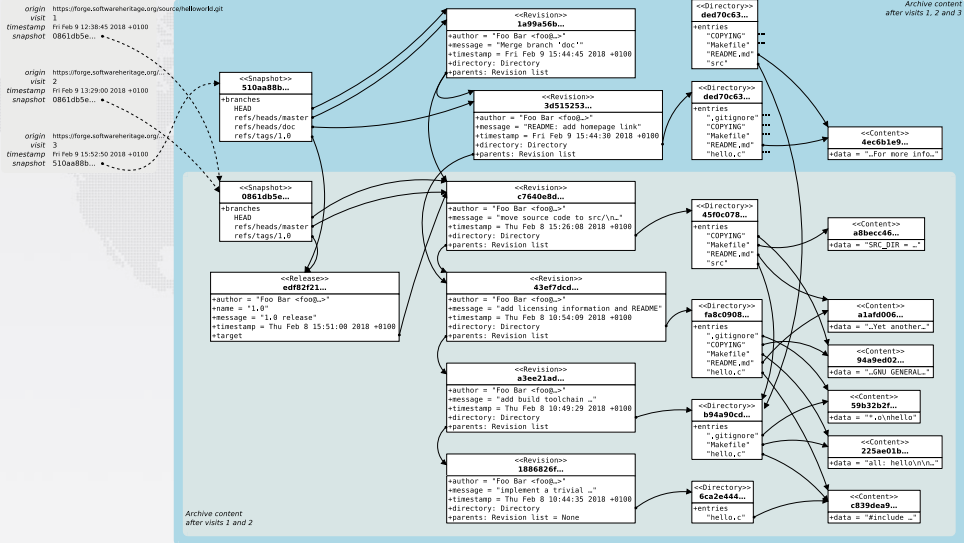 origin https://forge.softwareheritage.org/source/helloworld.git
visit 1
timestamp Fri Feb 9 12:38:45 2018 +0100
snapshot 0861db5e…
origin https://forge.softwareheritage.org/…
visit 2
timestamp Fri Feb 9 13:29:00 2018 +0100
snapshot 0861db5e…
origin https://forge.softwareheritage.org/…
visit 3
timestamp Fri Feb 9 15:52:50 2018 +0100
snapshot 510aa88b…
<<Snapshot>>
510aa88b…
+branches
HEAD
refs/heads/master
refs/heads/doc
refs/tags/1.0
<<Snapshot>>
0861db5e…
+branches
HEAD
refs/heads/master
refs/tags/1.0
<<Release>>
edf82f21…
+author = "Foo Bar <foo@…>"
+name = "1.0"
+message = "1.0 release"
+timestamp = Thu Feb 8 15:51:00 2018 +0100
+target
<<Revision>>
1a99a56b…
+author = "Foo Bar <foo@…>"
+message = "Merge branch 'doc'"
+timestamp = Fri Feb 9 15:44:45 2018 +0100
+directory: Directory
+parents: Revision list
<<Revision>>
3d515253…
+author = "Foo Bar <foo@…>"
+message = "README: add homepage link"
+timestamp = Fri Feb 9 15:44:30 2018 +0100
+directory: Directory
+parents: Revision list
<<Revision>>
c7640e8d…
+author = "Foo Bar <foo@…>"
+message = "move source code to src/\n…"
+timestamp = Thu Feb 8 15:26:08 2018 +0100
+directory: Directory
+parents: Revision list
<<Revision>>
43ef7dcd…
+author = "Foo Bar <foo@…>"
+message = "add licensing information and README"
+timestamp = Thu Feb 8 10:54:09 2018 +0100
+directory: Directory
+parents: Revision list
<<Revision>>
a3ee21ad…
+author = "Foo Bar <foo@…>"
+message = "add build toolchain …"
+timestamp = Thu Feb 8 10:49:29 2018 +0100
+directory: Directory
+parents: Revision list
<<Revision>>
1886826f…
+author = "Foo Bar <foo@…>"
+message = "implement a trivial …"
+timestamp = Thu Feb 8 10:44:35 2018 +0100
+directory: Directory
+parents: Revision list = None
<<Directory>>
ded70c63…
+entries
"COPYING"
"Makefile"
"README.md"
"src"
<<Directory>>
ded70c63…
+entries
".gitignore"
"COPYING"
"Makefile"
"README.md"
"hello.c"
<<Directory>>
45f0c078…
+entries
"COPYING"
"Makefile"
"README.md"
"src"
<<Directory>>
fa8c0908…
+entries
".gitignore"
"COPYING"
"Makefile"
"README.md"
"hello.c"
<<Directory>>
b94a90cd…
+entries
".gitignore"
"Makefile"
"hello.c"
<<Directory>>
6ca2e444…
+entries
"hello.c"
Archive content
after visits 1, 2 and 3
<<Content>>
4ec6b1e9…
+data = "…For more info…"
<<Content>>
a8becc46…
+data = "SRC_DIR = …"
<<Content>>
a1afd006…
+data = "…Yet another…"
<<Content>>
94a9ed02…
+data = "…GNU GENERAL…"
<<Content>>
59b32b2f…
+data = "*.o\nhello"
<<Content>>
225ae01b…
+data = "all: hello\n\n…"
<<Content>>
c839dea9…
+data = "#include …"
Archive content
after visits 1 and 2